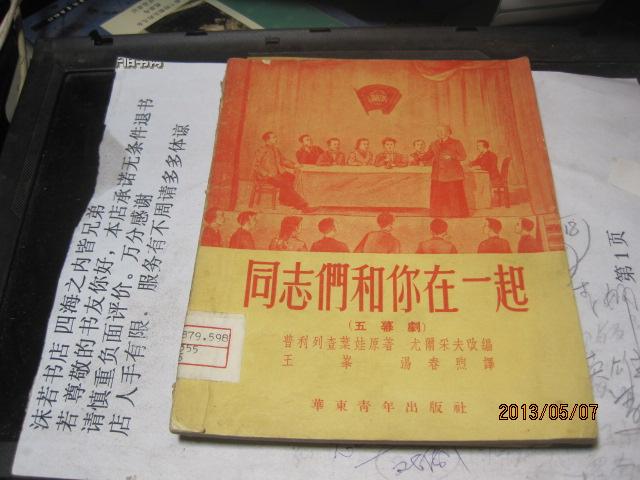 同志們和你在一起
(五幕劇)
普利列查葉娃原著 尤爾采夫改編
王峯 湯春煦譯
華東青年出版社
879.598
355
沫若书店 四海之内皆兄弟
若尊敬的书友你好，本店承诺无条件退书
请慎重负面评价。万分感谢
店人手有限， 服务有不周请多多体谅
第1
2013/05/07